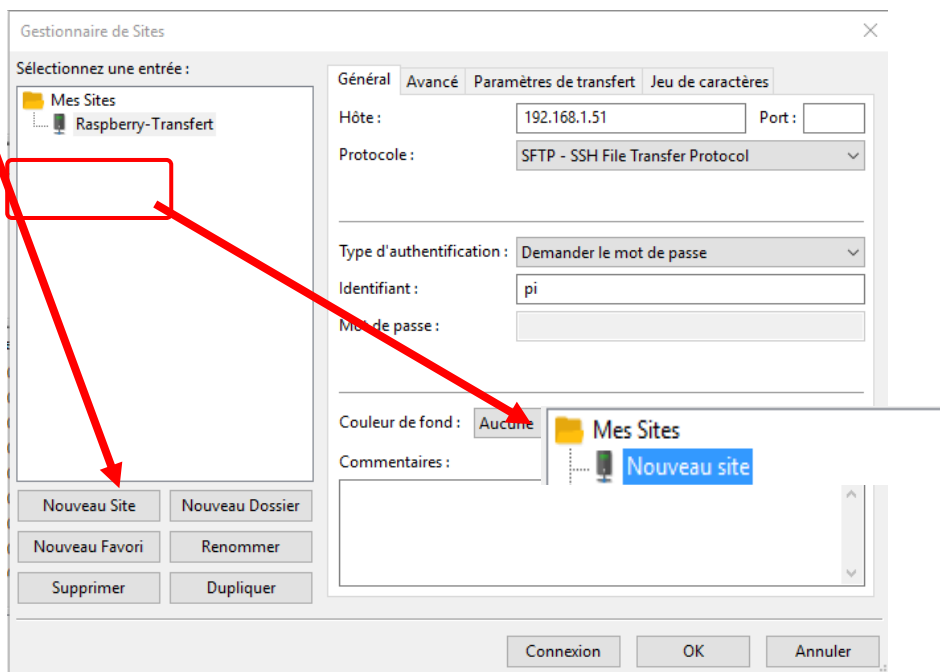 Gestionnaire de Sites
Sélectionnez une entrée :
Mes Sites
Raspberry-Transfert
Général Avancé Paramètres de transfert Jeu de caractères
Hôte : 192.168.1.51 Port :
Protocole : SFTP - SSH File Transfer Protocol
Type d'authentification : Demander le mot de passe
Identifiant : pi
Mot de passe :
Couleur de fond : Aucune
Mes Sites
Nouveau site
Commentaires :
Nouveau Site Nouveau Dossier
Nouveau Favori Renommer
Supprimer Dupliquer
Connexion OK Annuler